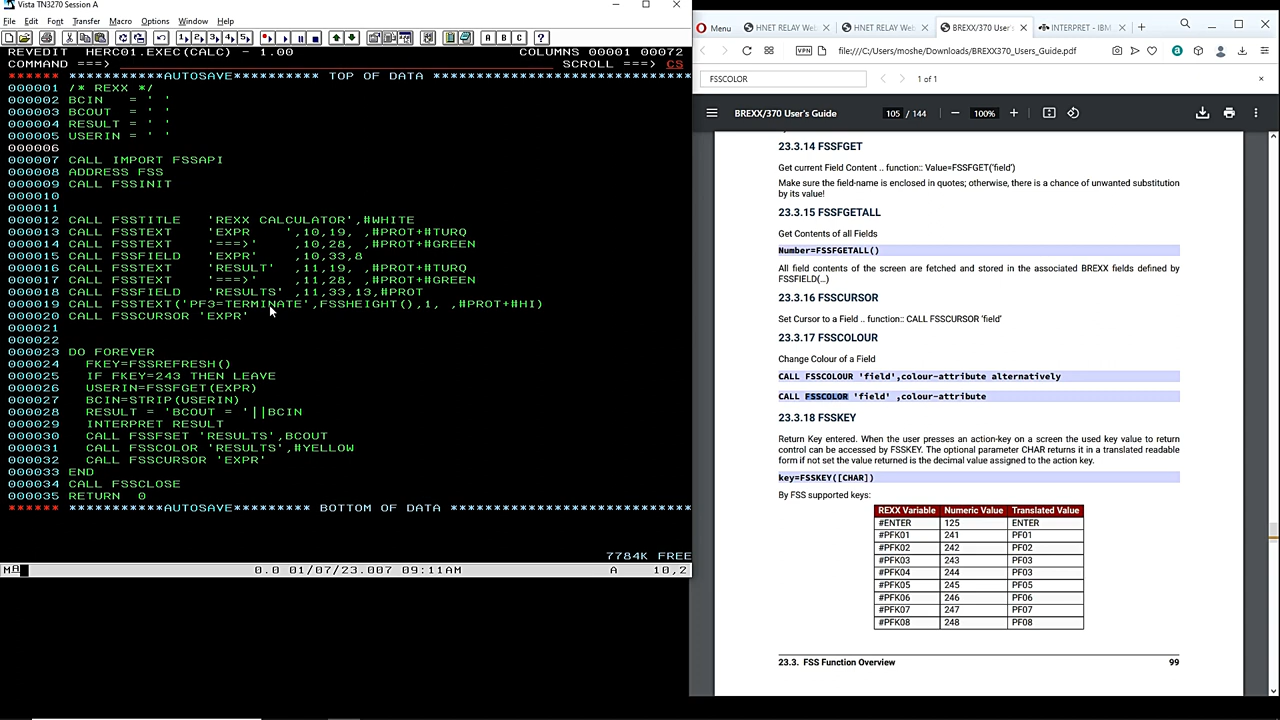 Vista TN3270 Session A
File Edit Font Transfer Macro Options Window Help
REVEDIT HERC01.EXEC(CALC) - 1.00 COLUMNS 00001 00072
COMMAND ===> SCROLL ===> CS
****** ***********AUTOSAVE********* TOP OF DATA ****************************
000001 /* REXX */
000002 BCIN = ' '
000003 BCOUT = ' '
000004 RESULT = ' '
000005 USERIN = ' '
000006
000007 CALL IMPORT FSSAPI
000008 ADDRESS FSS
000009 CALL FSSINIT
000010
000011
000012 CALL FSSTITLE 'REXX CALCULATOR',#WHITE
000013 CALL FSSTEXT 'EXPR ',10,19, ,#PROT+#TURQ
000014 CALL FSSTEXT '===>' ,10,28, ,#PROT+#GREEN
000015 CALL FSSFIELD 'EXPR' ,10,33,8
000016 CALL FSSTEXT 'RESULT' ,11,19, ,#PROT+#TURQ
000017 CALL FSSTEXT '===>' ,11,28, ,#PROT+#GREEN
000018 CALL FSSFIELD 'RESULTS' ,11,33,13,#PROT
000019 CALL FSSTEXT('PF3=TERMINATE',FSSHEIGHT(),1, ,#PROT+#HI)
000020 CALL FSSCURSOR 'EXPR'
000021
000022
000023 DO FOREVER
000024 FKEY=FSSREFRESH()
000025 IF FKEY=243 THEN LEAVE
000026 USERIN=FSSFGET(EXPR)
000027 BCIN=STRIP(USERIN)
000028 RESULT = 'BCOUT = '||BCIN
000029 INTERPRET RESULT
000030 CALL FSSFSET 'RESULTS',BCOUT
000031 CALL FSSCOLOR 'RESULTS',#YELLOW
000032 CALL FSSCURSOR 'EXPR'
000033 END
000034 CALL FSSCLOSE
000035 RETURN 0
****** ***********AUTOSAVE********* BOTTOM OF DATA *************************
7784K FREE
0.0 01/07/23.007 09:11AM A 10,2
Menu HNET RELAY Web HNET RELAY Web BREXX/370 User's INTERPRET - IBM
VPN file:///C:/Users/moshe/Downloads/BREXX370_Users_Guide.pdf
FSSCOLOR 1 of 1
BREXX/370 User's Guide 105 / 144 100%
23.3.14 FSSFGET
Get current Field Content .. function:: Value=FSSFGET('field')
Make sure the field-name is enclosed in quotes; otherwise, there is a chance of unwanted substitution
by its value!
23.3.15 FSSFGETALL
Get Contents of all Fields
Number=FSSFGETALL()
All field contents of the screen are fetched and stored in the associated BREXX fields defined by
FSSFIELD(...)
23.3.16 FSSCURSOR
Set Cursor to a Field .. function:: CALL FSSCURSOR 'field'
23.3.17 FSSCOLOUR
Change Colour of a Field
CALL FSSCOLOUR 'field',colour-attribute alternatively
CALL FSSCOLOR 'field' ,colour-attribute
23.3.18 FSSKEY
Return Key entered. When the user presses an action-key on a screen the used key value to return
control can be accessed by FSSKEY. The optional parameter CHAR returns it in a translated readable
form if not set the value returned is the decimal value assigned to the action key.
key=FSSKEY([CHAR])
By FSS supported keys:
REXX Variable Numeric Value Translated Value
#ENTER 125 ENTER
#PFK01 241 PF01
#PFK02 242 PF02
#PFK03 243 PF03
#PFK04 244 PF04
#PFK05 245 PF05
#PFK06 246 PF06
#PFK07 247 PF07
#PFK08 248 PF08
23.3. FSS Function Overview 99